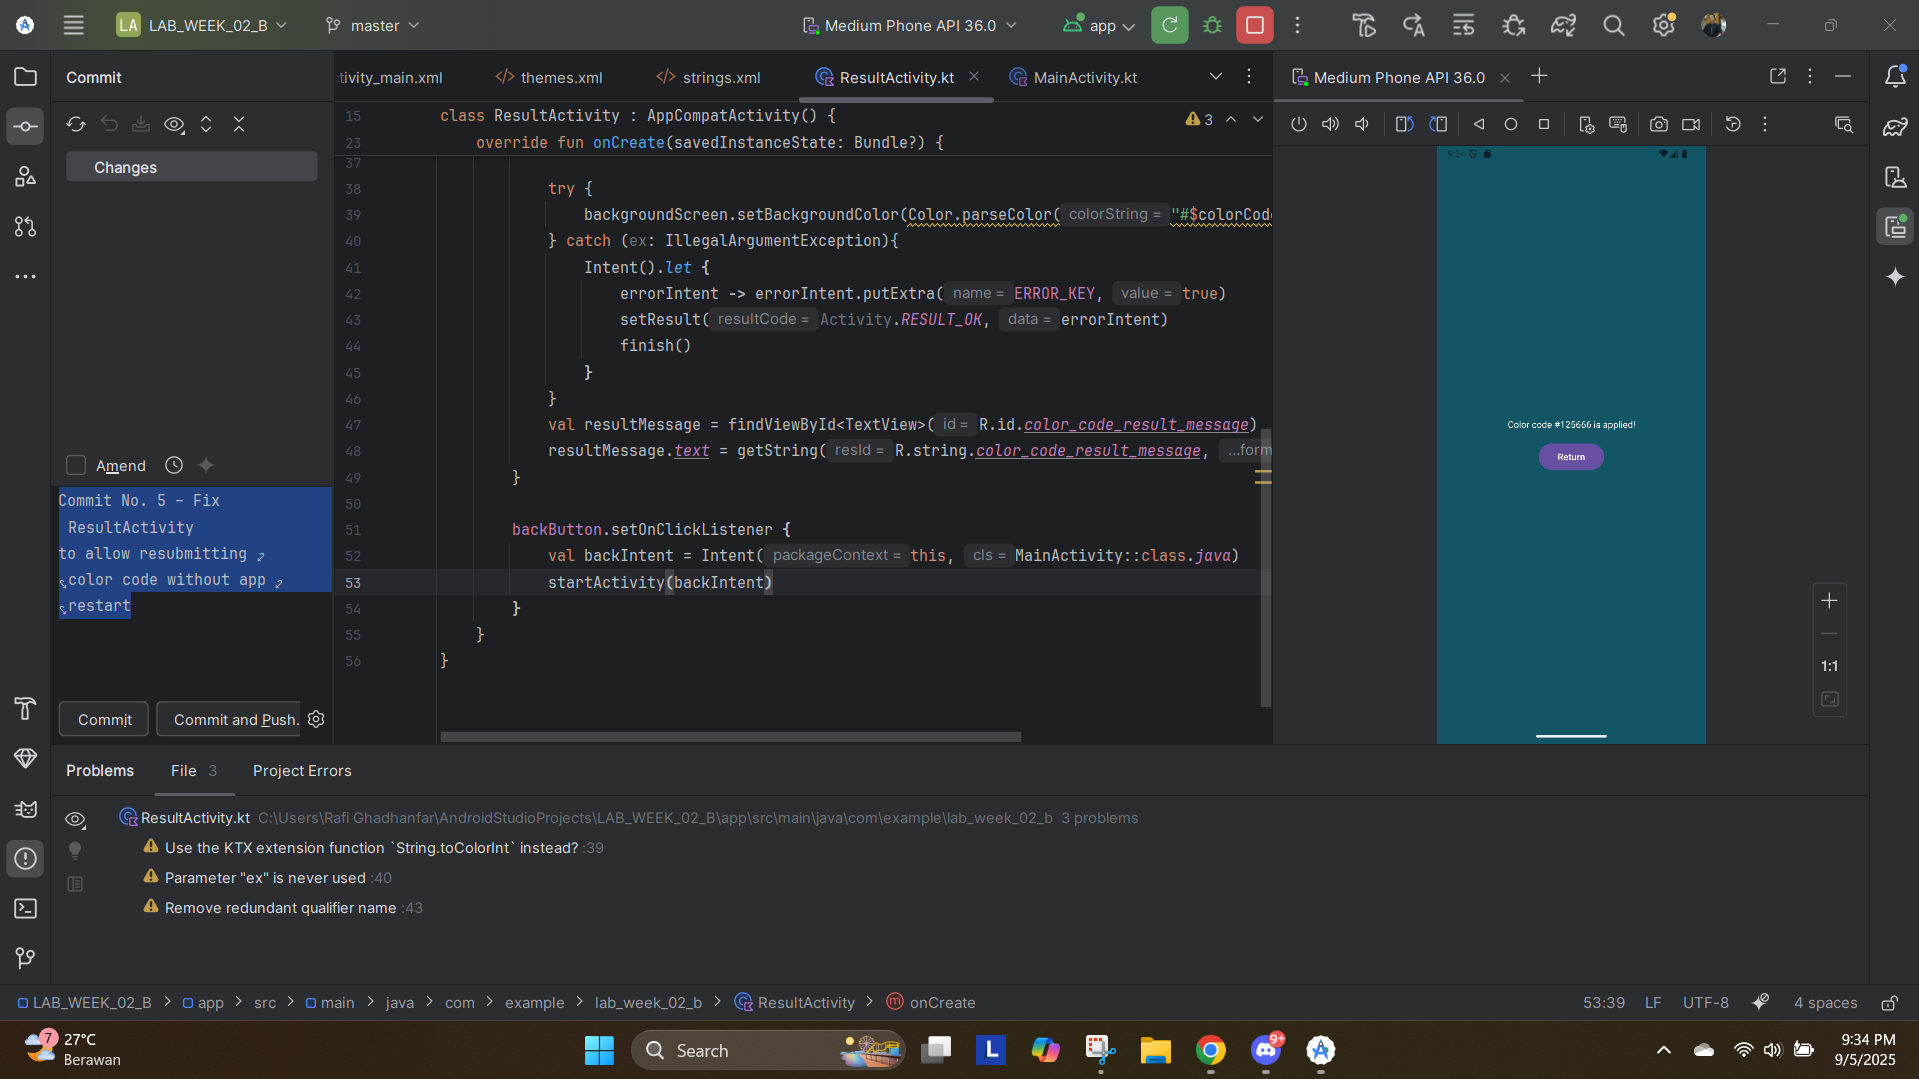 LA LAB_WEEK_02_B
master
Medium Phone API 36.0
app
Commit
tivity_main.xml
themes.xml
strings.xml
ResultActivity.kt
MainActivity.kt
Medium Phone API 36.0
Changes
15 class ResultActivity : AppCompatActivity() {
3
23 override fun onCreate(savedInstanceState: Bundle?) {
37
38 try {
39 backgroundScreen.setBackgroundColor(Color.parseColor( colorString = "#$colorCode
40 } catch (ex: IllegalArgumentException){
41 Intent().let {
42 errorIntent -> errorIntent.putExtra( name = ERROR_KEY, value = true)
43 setResult( resultCode = Activity.RESULT_OK, data = errorIntent)
44 finish()
45 }
46 }
47 val resultMessage = findViewById<TextView>( id = R.id.color_code_result_message)
48 resultMessage.text = getString( resId = R.string.color_code_result_message, ...form
49 }
50
51 backButton.setOnClickListener {
52 val backIntent = Intent( packageContext = this, cls = MainActivity::class.java)
53 startActivity(backIntent)
54 }
55 }
56 }
Amend
Commit No. 5 - Fix
ResultActivity
to allow resubmitting
color code without app
restart
Commit
Commit and Push.
9:34
Color code #125666 is applied!
Return
1:1
Problems
File 3
Project Errors
ResultActivity.kt C:\Users\Rafi Ghadhanfar\AndroidStudioProjects\LAB_WEEK_02_B\app\src\main\java\com\example\lab_week_02_b 3 problems
Use the KTX extension function `String.toColorInt` instead? :39
Parameter "ex" is never used :40
Remove redundant qualifier name :43
LAB_WEEK_02_B > app > src > main > java > com > example > lab_week_02_b > ResultActivity > onCreate
53:39 LF UTF-8 4 spaces
7
27°C
Berawan
Search
L
9+
9:34 PM
9/5/2025